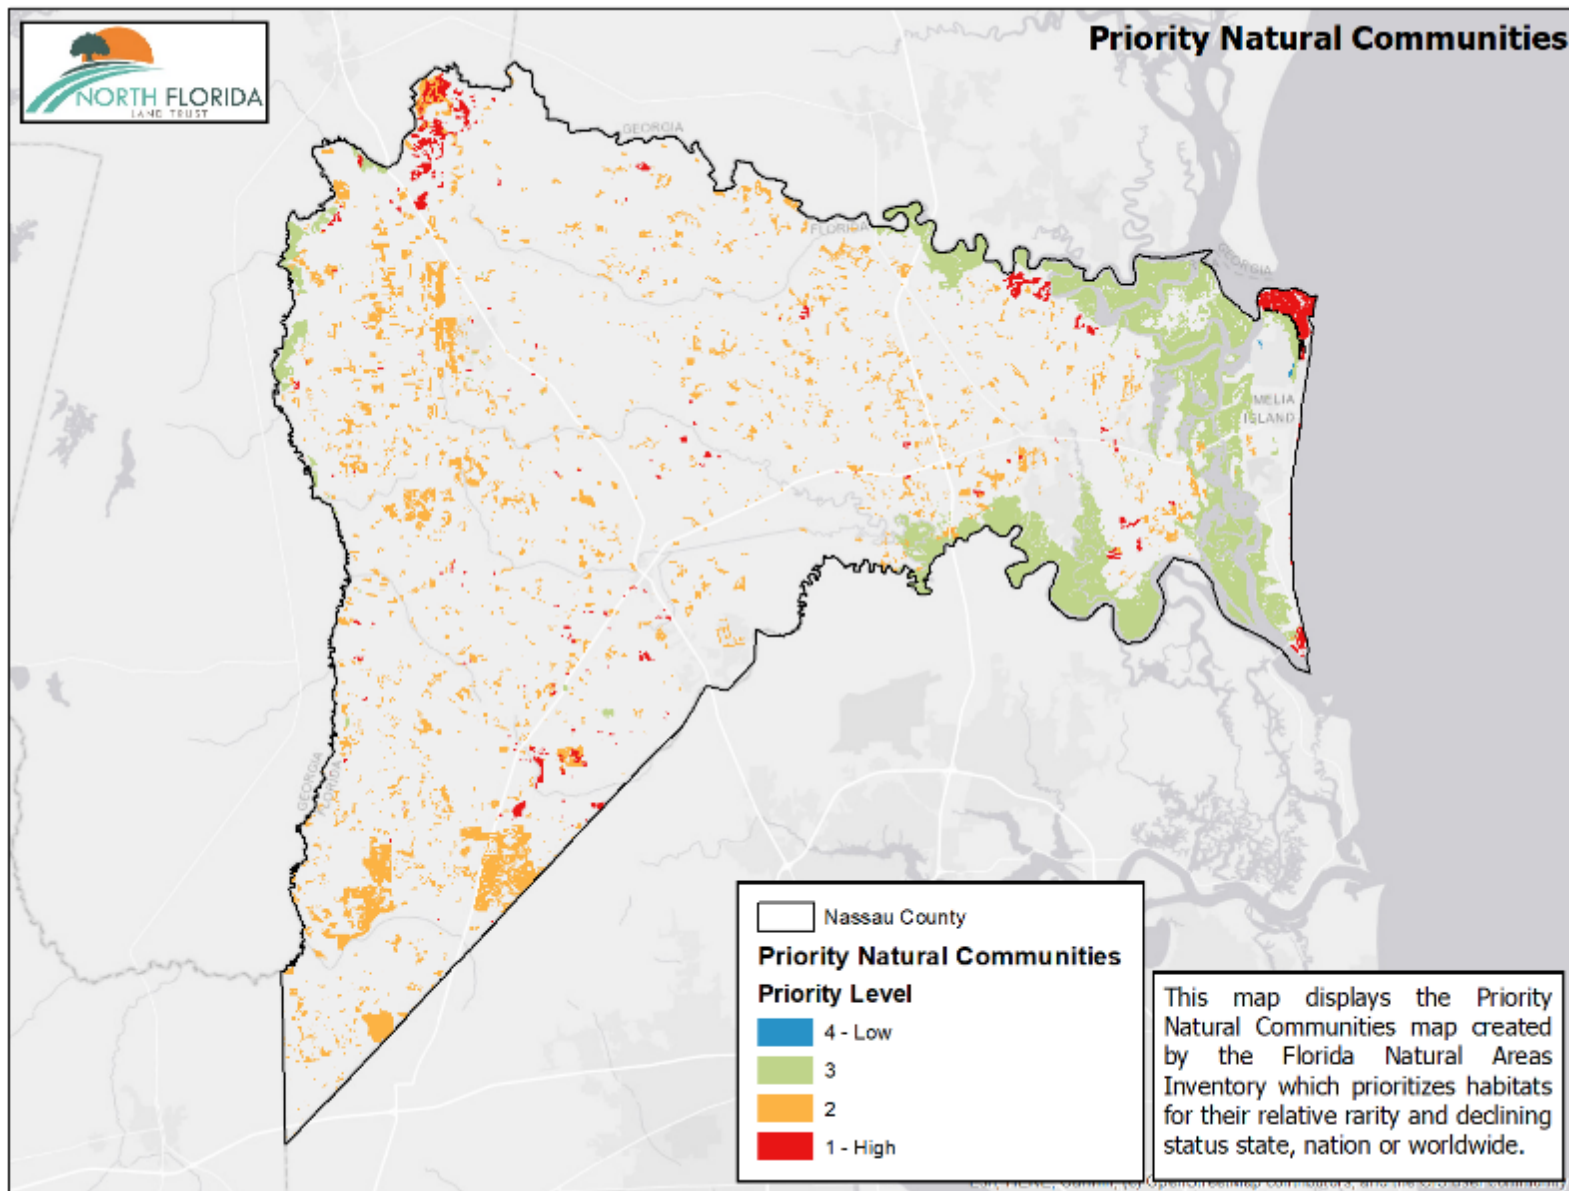 Priority Natural Communities
NORTH FLORIDA
LAND TRUST
GEORGIA
FLORIDA
GEORGIA
MELIA
ISLAND
GEORGIA
FLORIDA
Nassau County
Priority Natural Communities
Priority Level
4 - Low
3
2
1 - High
This map displays the Priority
Natural Communities map created
by the Florida Natural Areas
Inventory which prioritizes habitats
for their relative rarity and declining
status state, nation or worldwide.